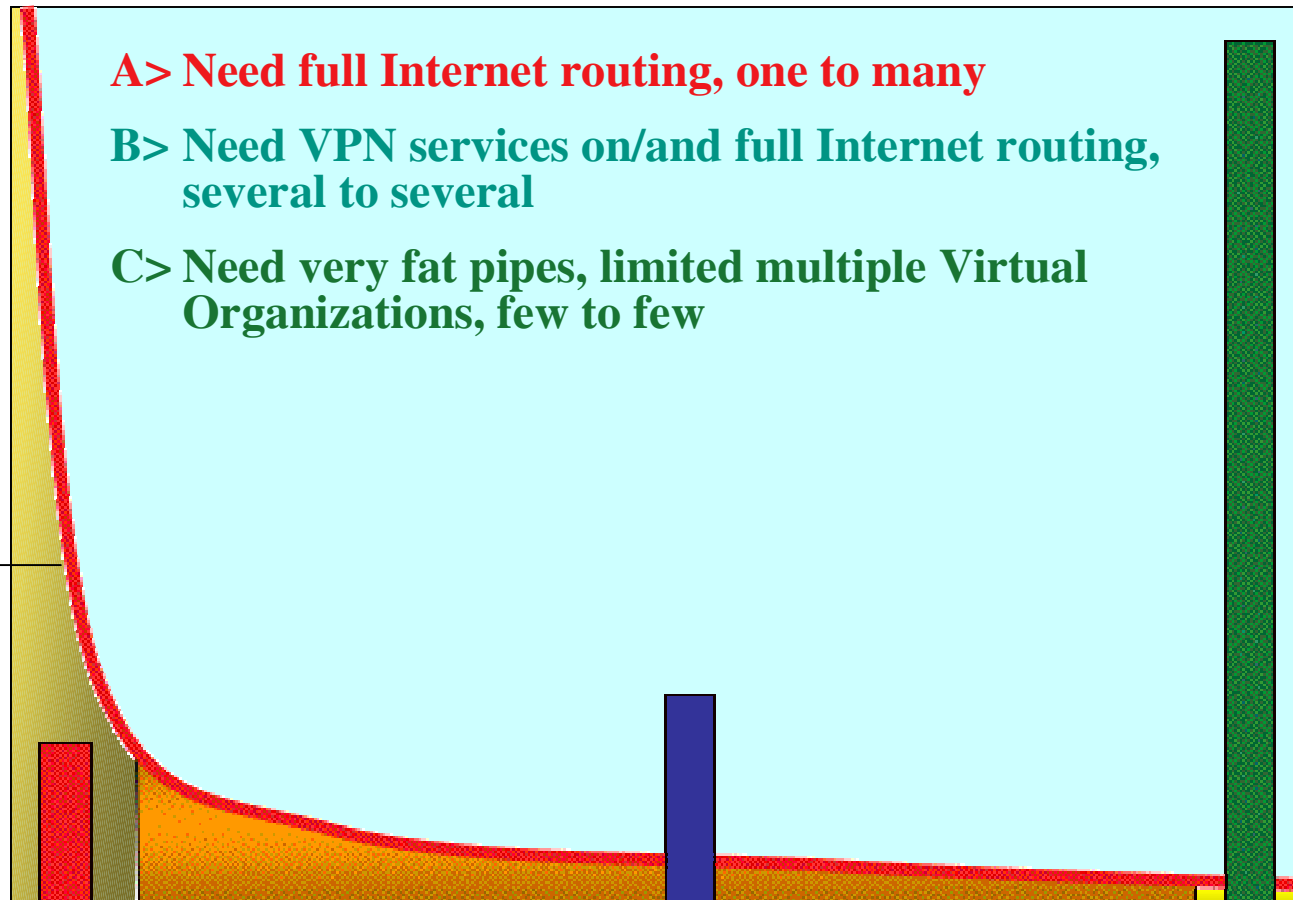 A> Need full Internet routing, one to many
B> Need VPN services on/and full Internet routing,
several to several
C> Need very fat pipes, limited multiple Virtual
Organizations, few to few